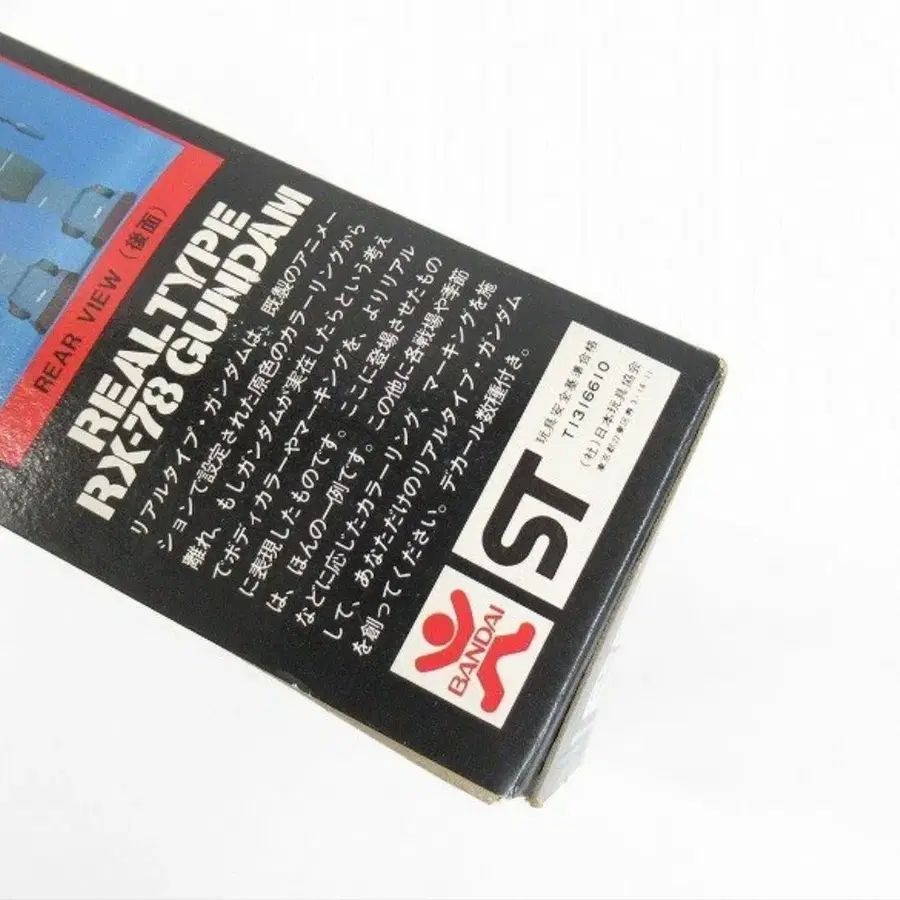 REAR VIEW (後面)
REAL TYPE
RX-78 GUNDAM
リアルタイプ・ガンダムは、既製のアニメー
ションで設定された原色のカラーリングから
離れ、もしガンダムが実在したらという考え
でボディカラーやマーキングを、よりリアル
に表現したものです。ここに登場させたもの
は、ほんの一例です。この他に各戦場や季節
などに応じたカラーリング、マーキングを施
して、あなただけのリアルタイプ・ガンダム
を創ってください。デカール数種付き。
ST
玩具安全基準合格
T1316610
(社)日本玩具協会
BANDAI